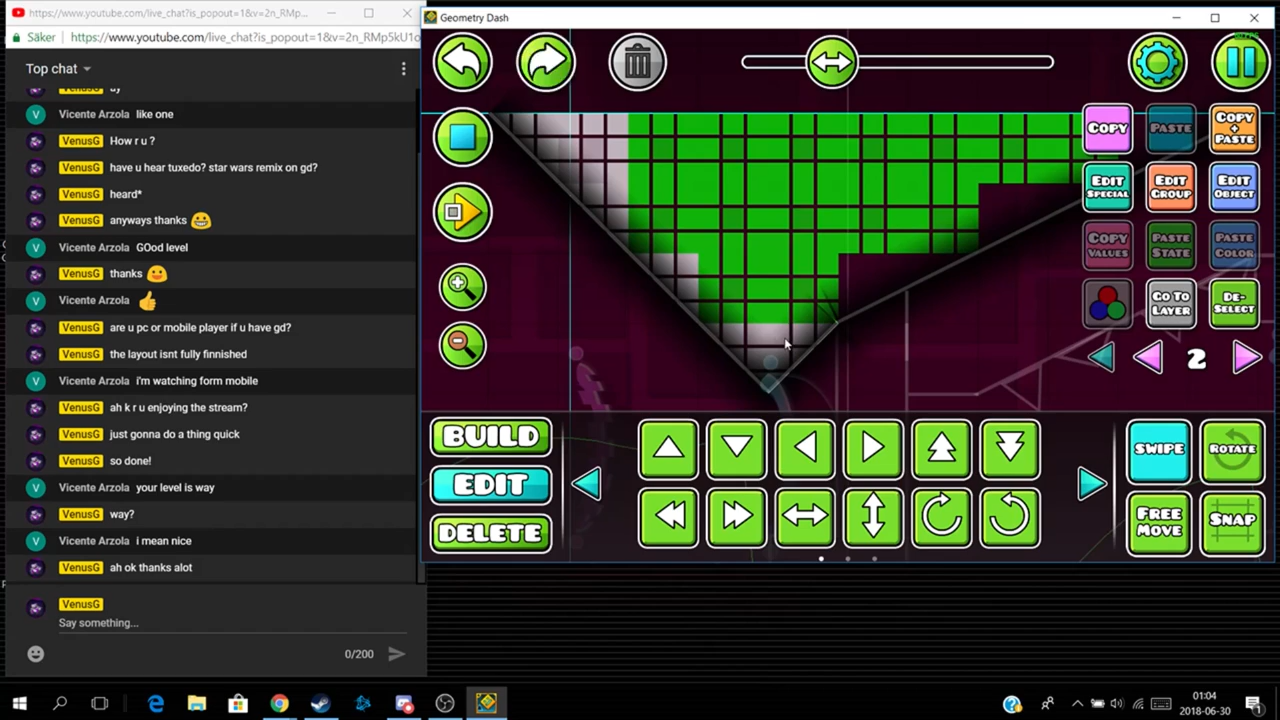 https://www.youtube.com/live_chat?is_popout=1&v=2n_RMp...
Säker https://www.youtube.com/live_chat?is_popout=1&v=2n_RMp5kU1o
Top chat
VenusG
Vicente Arzola like one
VenusG How r u ?
VenusG have u hear tuxedo? star wars remix on gd?
VenusG heard*
VenusG anyways thanks
Vicente Arzola GOod level
VenusG thanks
Vicente Arzola
VenusG are u pc or mobile player if u have gd?
VenusG the layout isnt fully finnished
Vicente Arzola i'm watching form mobile
VenusG ah k r u enjoying the stream?
VenusG just gonna do a thing quick
VenusG so done!
Vicente Arzola your level is way
VenusG way?
Vicente Arzola i mean nice
VenusG ah ok thanks alot
VenusG
Say something...
0/200
Geometry Dash
COPY
PASTE
COPY
+
PASTE
EDIT
SPECIAL
EDIT
GROUP
EDIT
OBJECT
COPY
VALUES
PASTE
STATE
PASTE
COLOR
GO TO
LAYER
DE-
SELECT
2
BUILD
EDIT
DELETE
SWIPE
ROTATE
FREE
MOVE
SNAP
01:04
2018-06-30
1